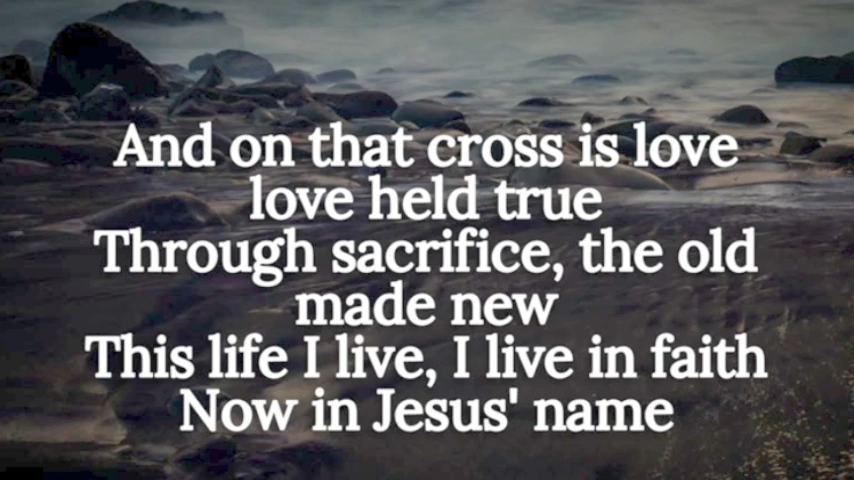 And on that cross is love
love held true
Through sacrifice, the old
made new
This life I live, I live in faith
Now in Jesus' name